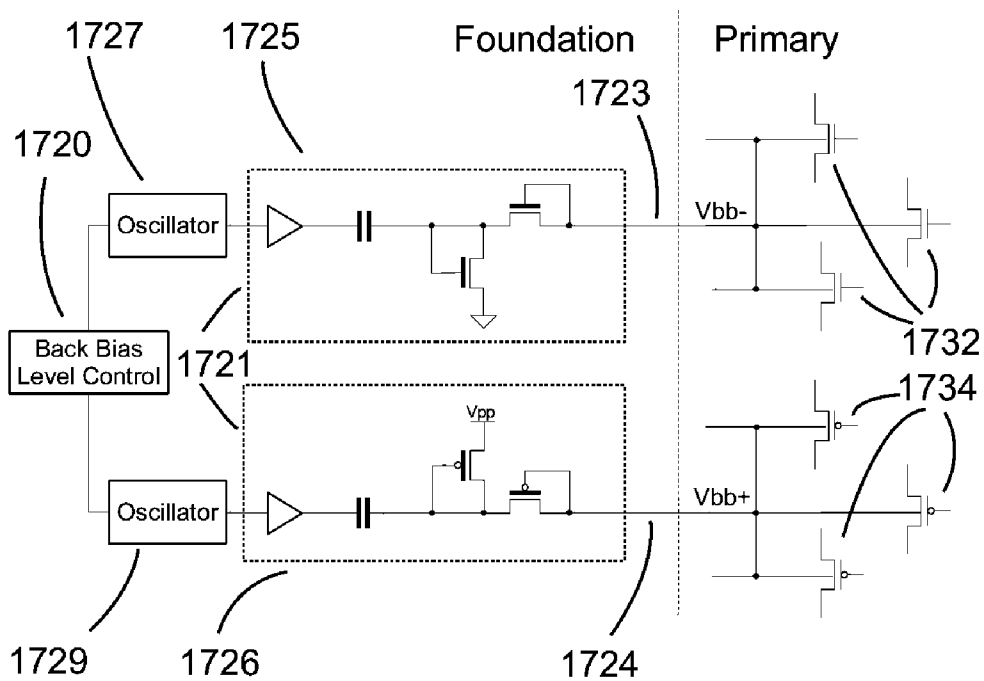 1727
1725
Foundation
Primary
1720
1723
Oscillator
Vbb-
Back Bias
Level Control
1721
1732
1734
Vpp
Oscillator
Vbb+
1729
1726
1724